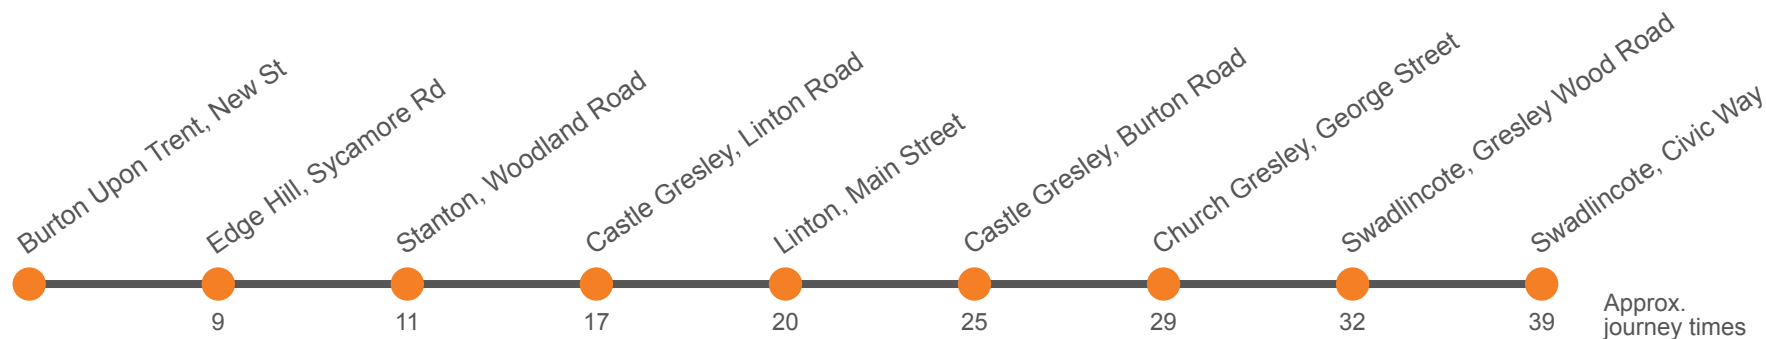 Burton Upon Trent, New St
Edge Hill, Sycamore Rd
Stanton, Woodland Road
Castle Gresley, Linton Road
Linton, Main Street
Castle Gresley, Burton Road
Church Gresley, George Street
Swadlincote, Gresley Wood Road
Swadlincote, Civic Way
9
11
17
20
25
29
32
39
Approx.
journey times